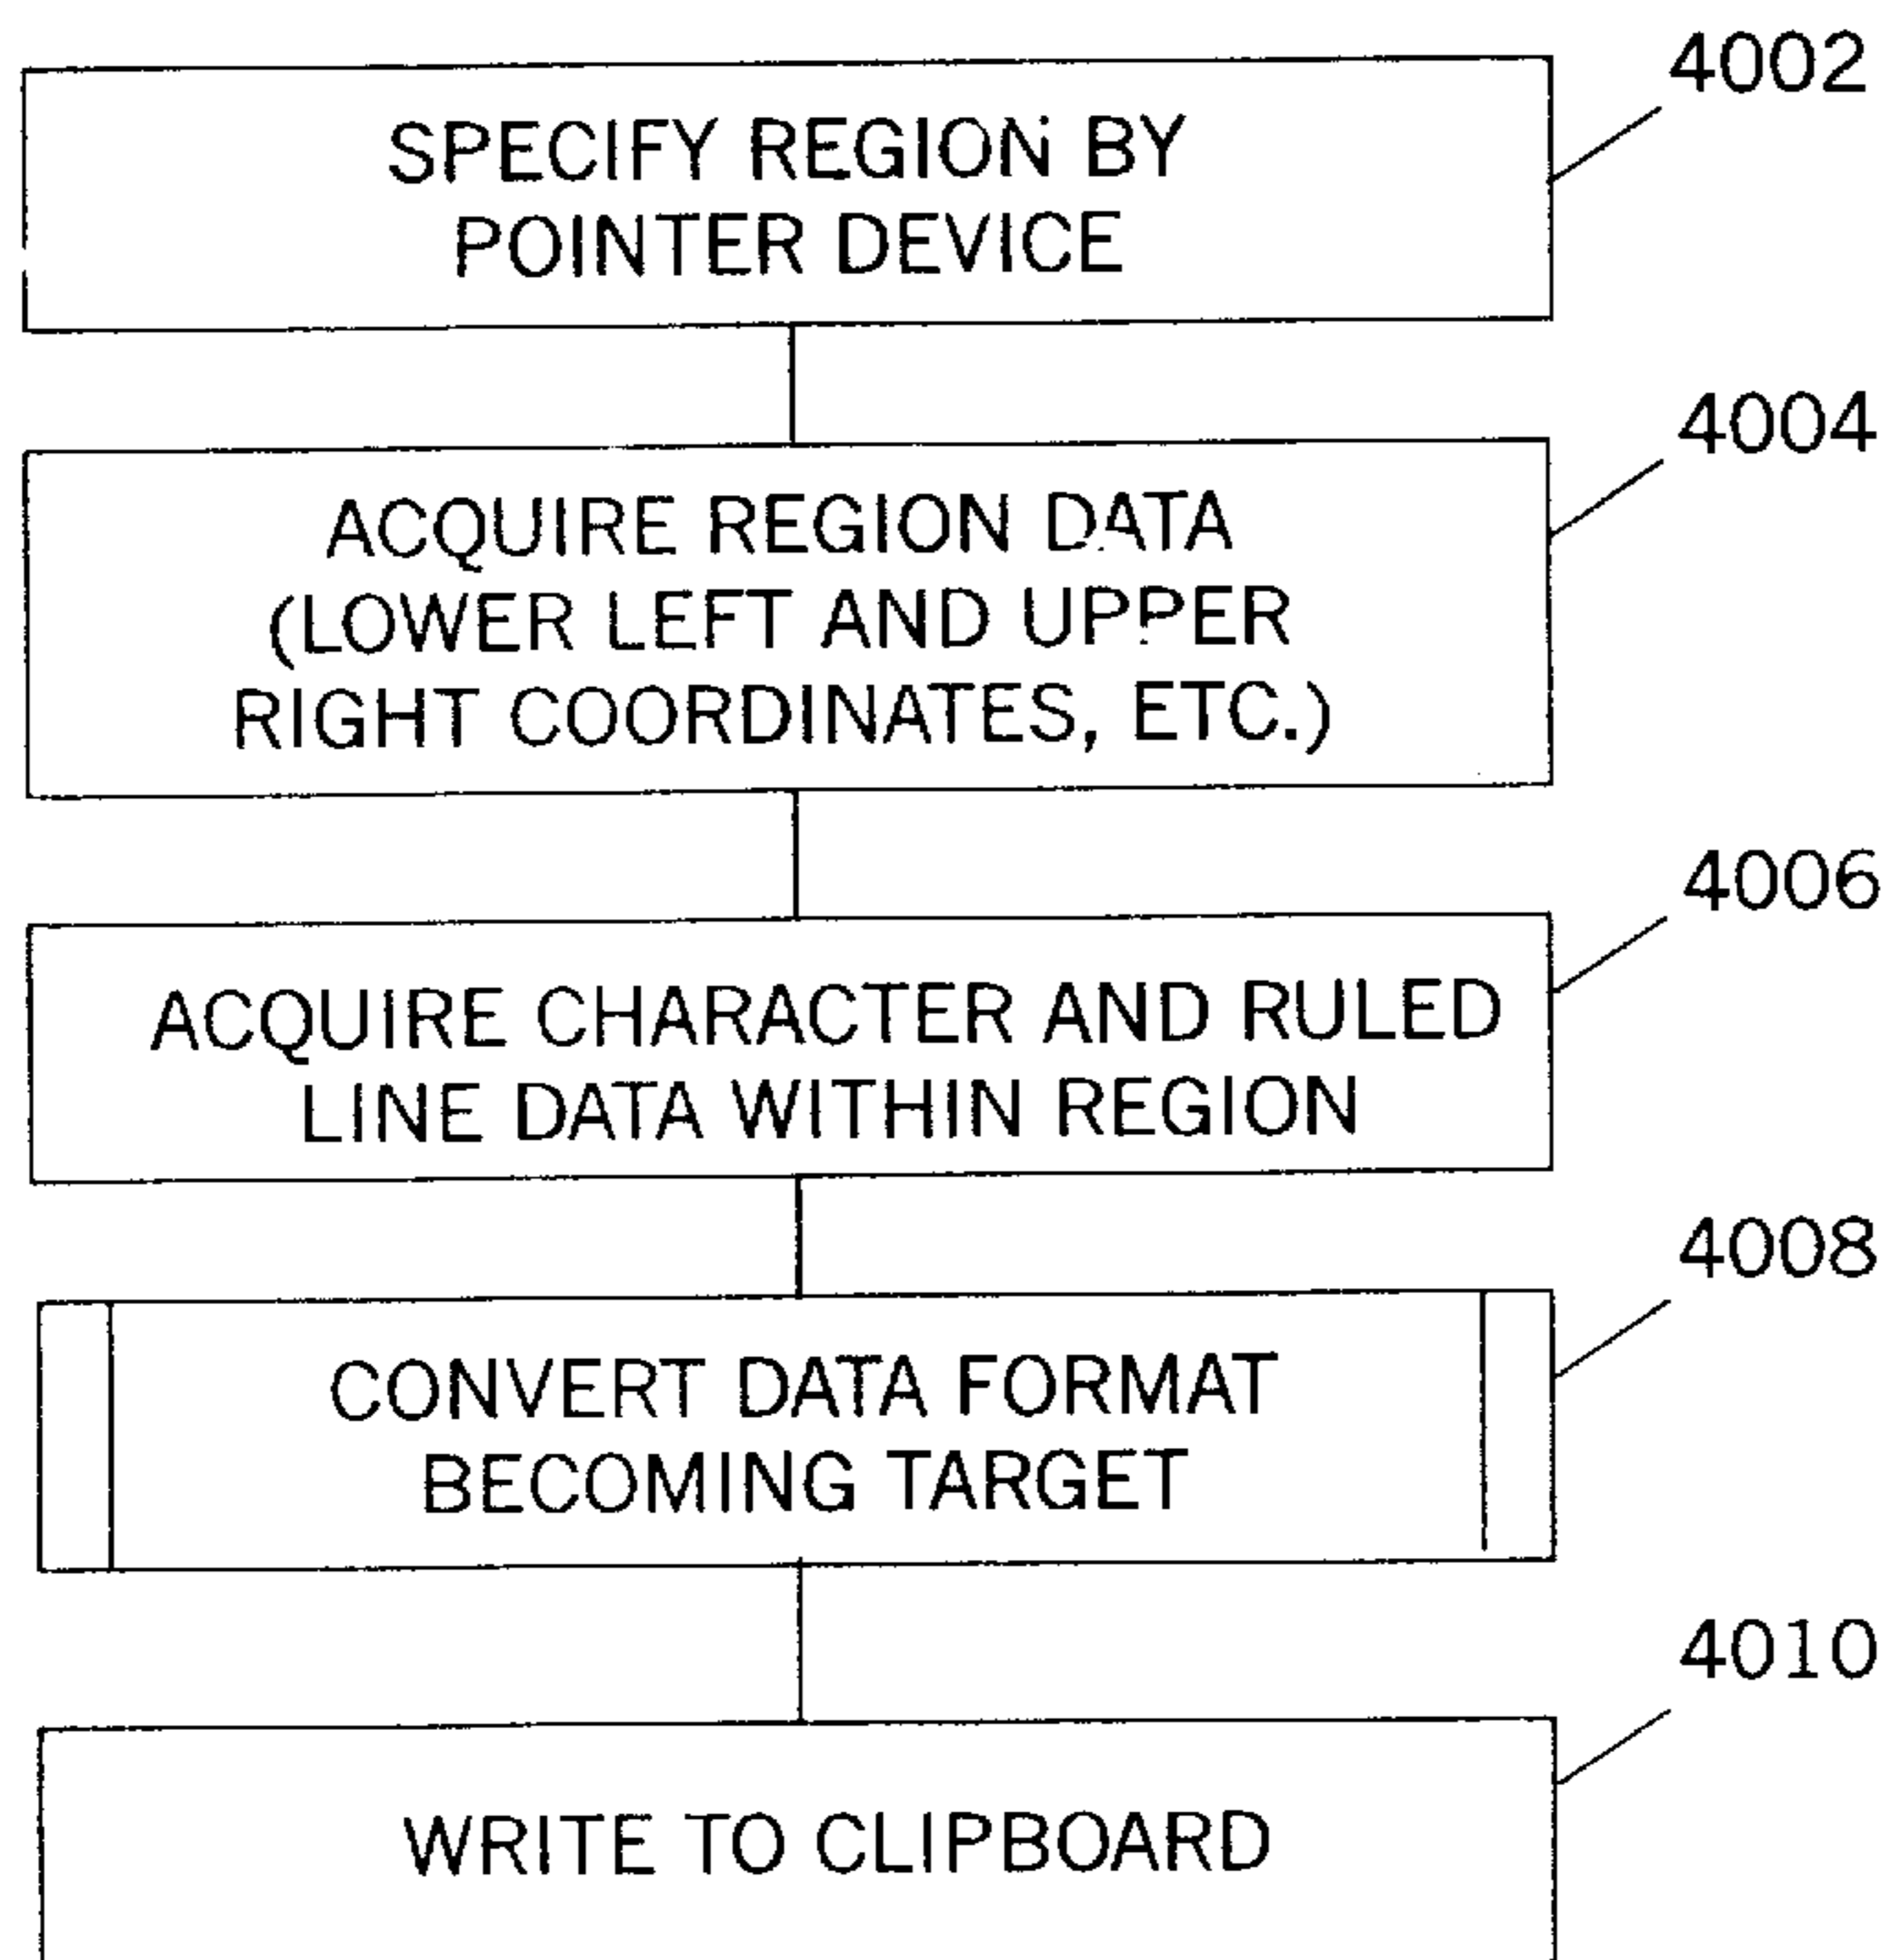 4002
SPECIFY REGION BY
POINTER DEVICE
4004
ACQUIRE REGION DATA
(LOWER LEFT AND UPPER
RIGHT COORDINATES, ETC.)
4006
ACQUIRE CHARACTER AND RULED
LINE DATA WITHIN REGION
4008
CONVERT DATA FORMAT
BECOMING TARGET
4010
WRITE TO CLIPBOARD